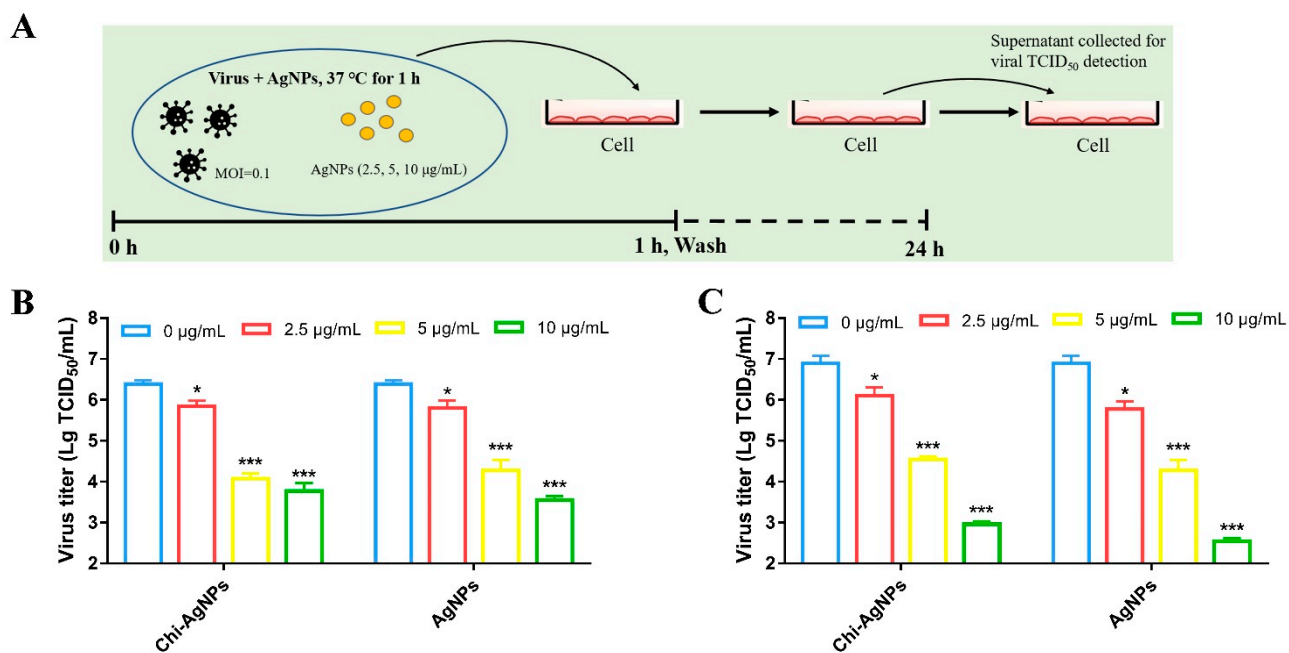 A
Virus + AgNPs, 37 °C for 1 h
MOI=0.1
AgNPs (2.5, 5, 10 μg/mL)
Cell
Cell
Supernatant collected for
viral TCID50 detection
Cell
0 h
1 h, Wash
24 h
B
0 μg/mL
2.5 μg/mL
5 μg/mL
10 μg/mL
Virus titer (Lg TCID50/mL)
8
7
6
5
4
3
2
*
***
***
*
***
***
Chi-AgNPs
AgNPs
C
0 μg/mL
2.5 μg/mL
5 μg/mL
10 μg/mL
Virus titer (Lg TCID50/mL)
8
7
6
5
4
3
2
*
***
***
*
***
***
Chi-AgNPs
AgNPs